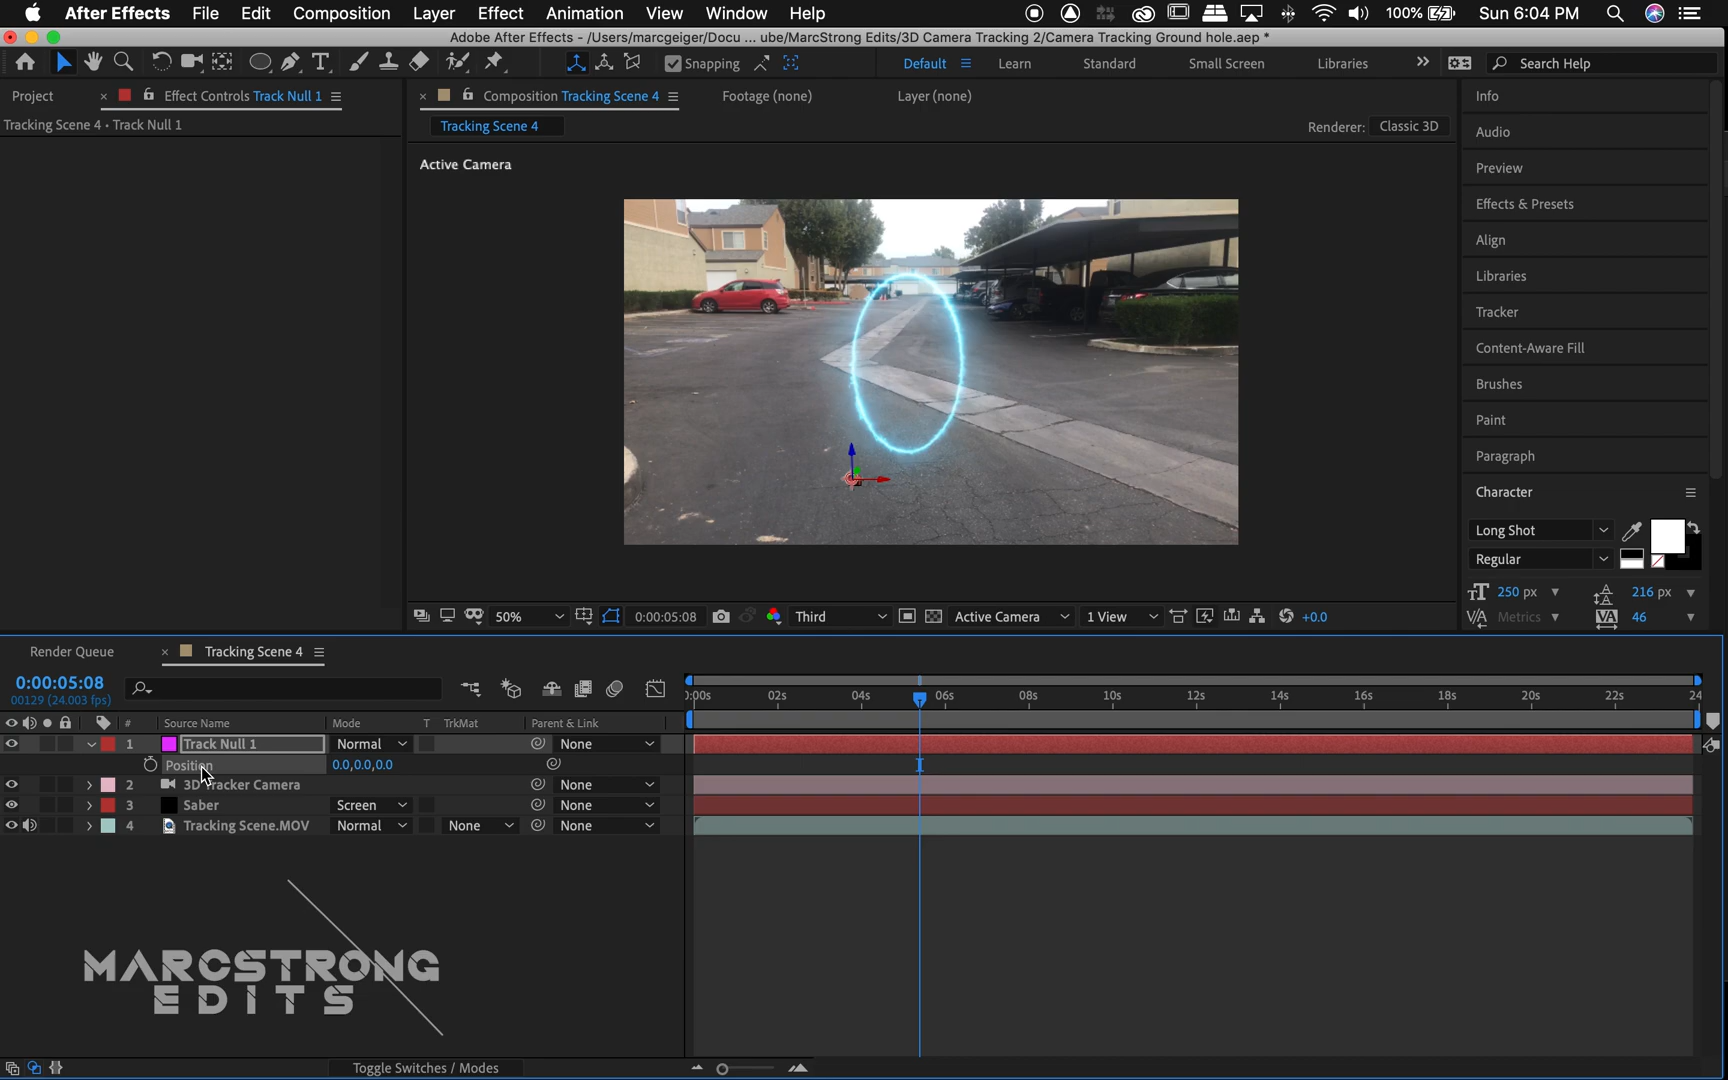 After Effects File Edit Composition Layer Effect Animation View Window Help 100% Sun 6:04 PM
Adobe After Effects - /Users/marcgeiger/Docu ... ube/MarcStrong Edits/3D Camera Tracking 2/Camera Tracking Ground hole.aep *
Snapping Default Learn Standard Small Screen Libraries Search Help
Project Effect Controls Track Null 1
Tracking Scene 4 • Track Null 1
Composition Tracking Scene 4 Footage (none) Layer (none)
Tracking Scene 4 Renderer: Classic 3D
Active Camera
50% 0:00:05:08 Third Active Camera 1 View +0.0
Info
Audio
Preview
Effects & Presets
Align
Libraries
Tracker
Content-Aware Fill
Brushes
Paint
Paragraph
Character
Long Shot
Regular
250 px 216 px
Metrics 46
Render Queue Tracking Scene 4
0:00:05:08
00129 (24.003 fps)
):00s 02s 04s 06s 08s 10s 12s 14s 16s 18s 20s 22s 24
# Source Name Mode T TrkMat Parent & Link
1 Track Null 1 Normal None
Position 0.0,0.0,0.0
2 3D Tracker Camera None
3 Saber Screen None
4 Tracking Scene.MOV Normal None None
MARCSTRONG
EDITS
Toggle Switches / Modes